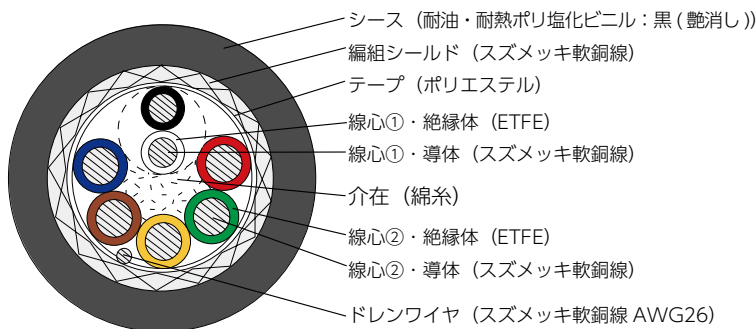 シース（耐油・耐熱ポリ塩化ビニル：黒 ( 艶消し )）
編組シールド（スズメッキ軟銅線）
テープ（ポリエステル）
線心①・絶縁体（ETFE）
線心①・導体（スズメッキ軟銅線）
介在（綿糸）
線心②・絶縁体（ETFE）
線心②・導体（スズメッキ軟銅線）
ドレンワイヤ（スズメッキ軟銅線 AWG26）